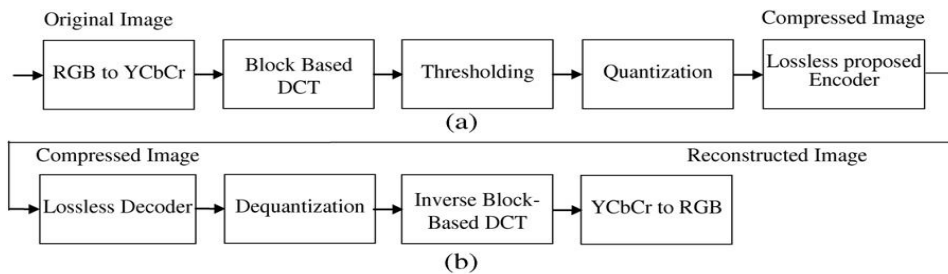 Original Image
Compressed Image
RGB to YCbCr
Block Based
DCT
Thresholding
Quantization
Lossless proposed
Encoder
(a)
Compressed Image
Reconstructed Image
Lossless Decoder
Dequantization
Inverse Block-
Based DCT
YCbCr to RGB
(b)